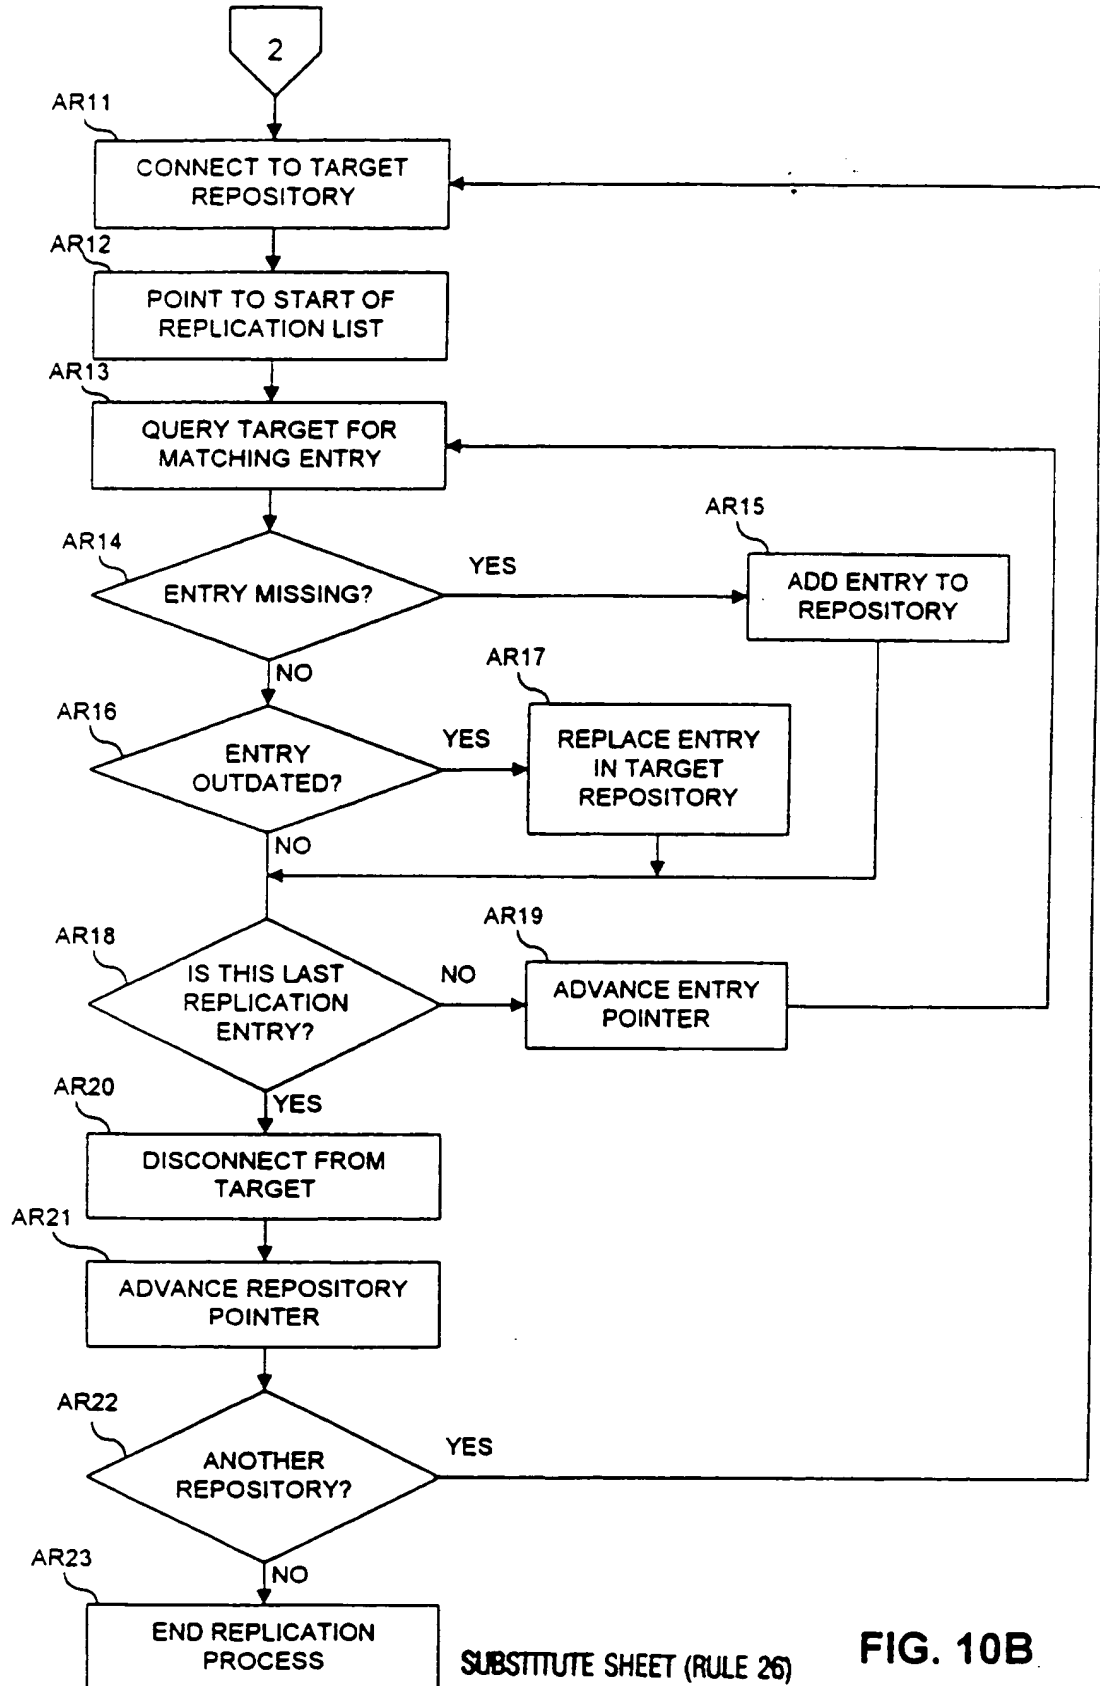 2
AR11
CONNECT TO TARGET
REPOSITORY
AR12
POINT TO START OF
REPLICATION LIST
AR13
QUERY TARGET FOR
MATCHING ENTRY
AR14
ENTRY MISSING?
YES
AR15
ADD ENTRY TO
REPOSITORY
NO
AR16
ENTRY
OUTDATED?
YES
AR17
REPLACE ENTRY
IN TARGET
REPOSITORY
NO
AR18
IS THIS LAST
REPLICATION
ENTRY?
NO
AR19
ADVANCE ENTRY
POINTER
YES
AR20
DISCONNECT FROM
TARGET
AR21
ADVANCE REPOSITORY
POINTER
AR22
ANOTHER
REPOSITORY?
YES
NO
AR23
END REPLICATION
PROCESS
SUBSTITUTE SHEET (RULE 26)
FIG. 10B